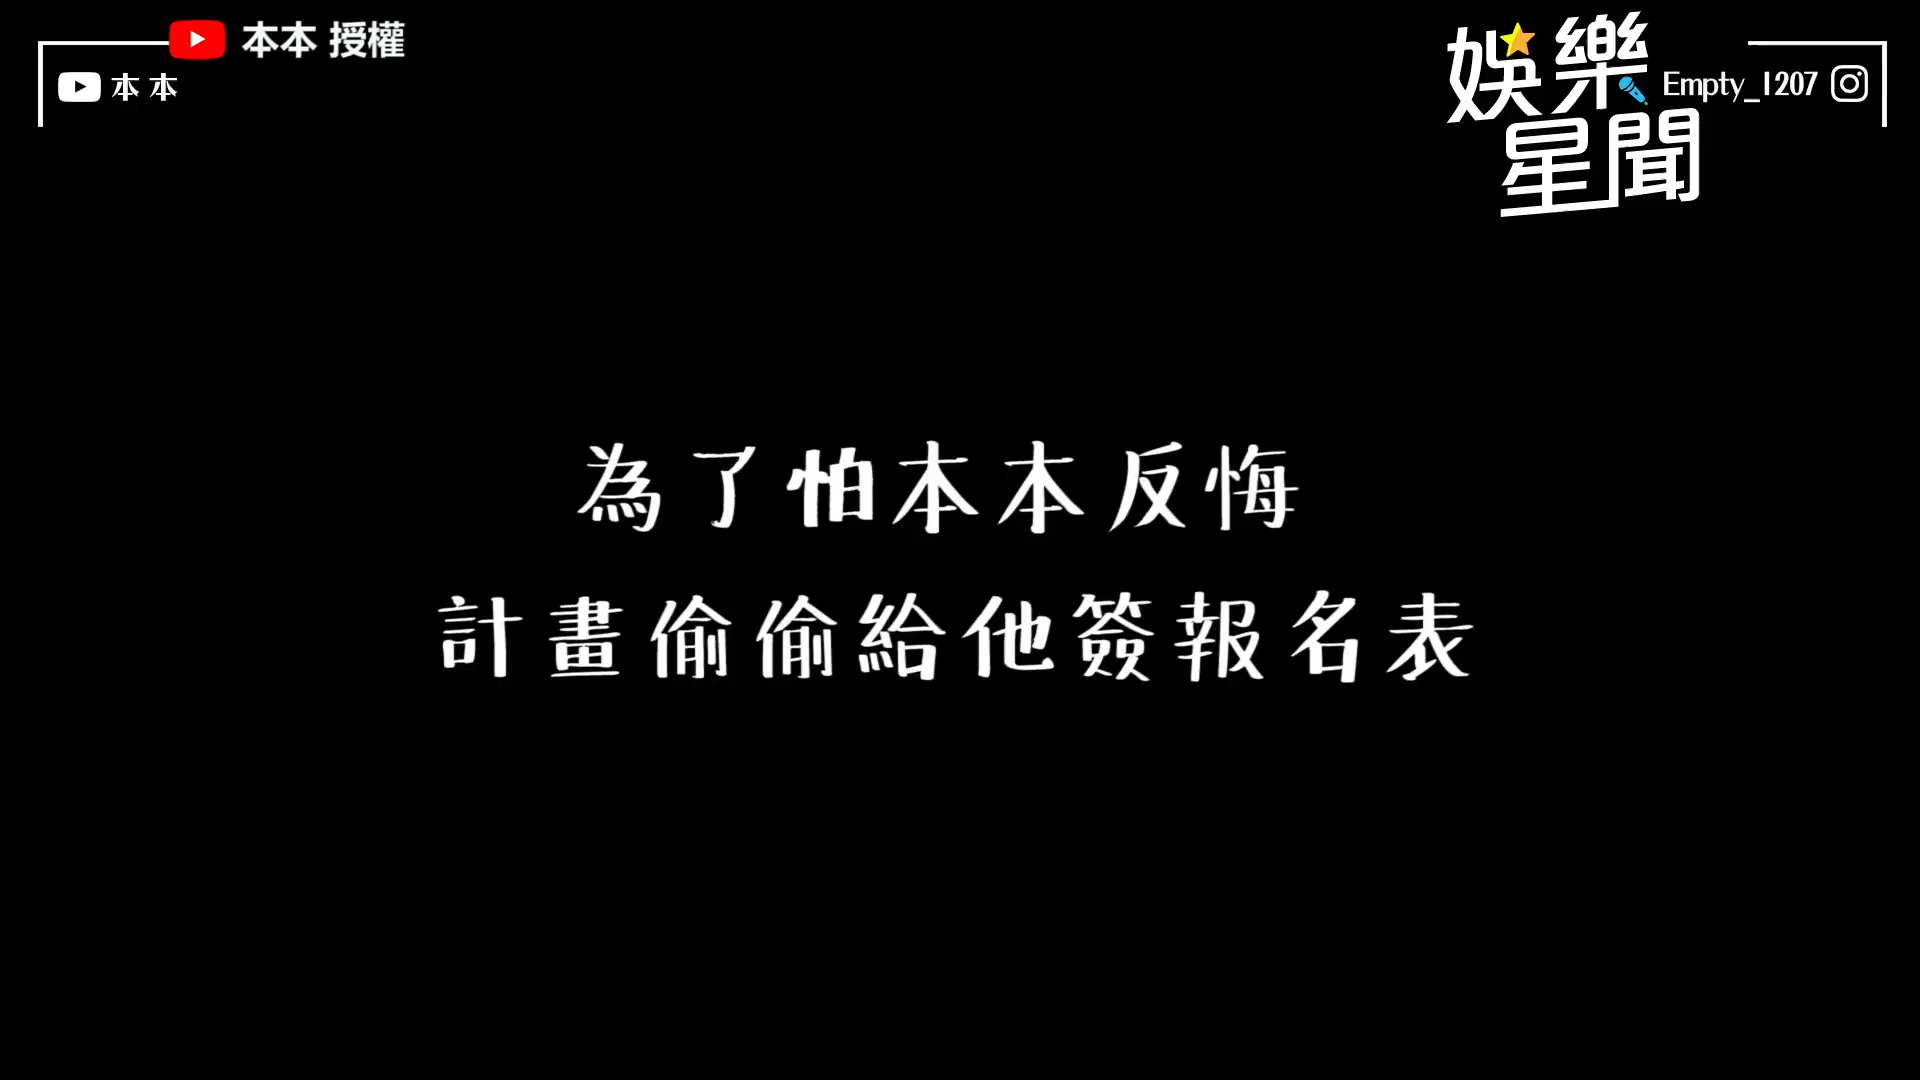 本本 授權
本本
娛樂
星聞
Empty_1207
為了怕本本反悔
計畫偷偷給他簽報名表